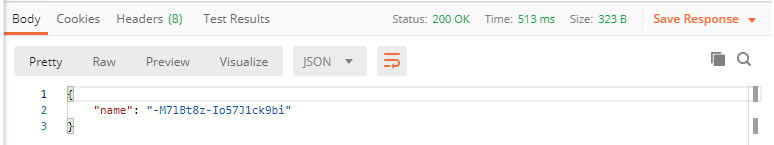 Body Cookies Headers (8) Test Results Status: 200 OK Time: 513 ms Size: 323 B Save Response
Pretty Raw Preview Visualize JSON
1 {
2 "name": "-M7lBt8z-Io57J1ck9bi"
3 }